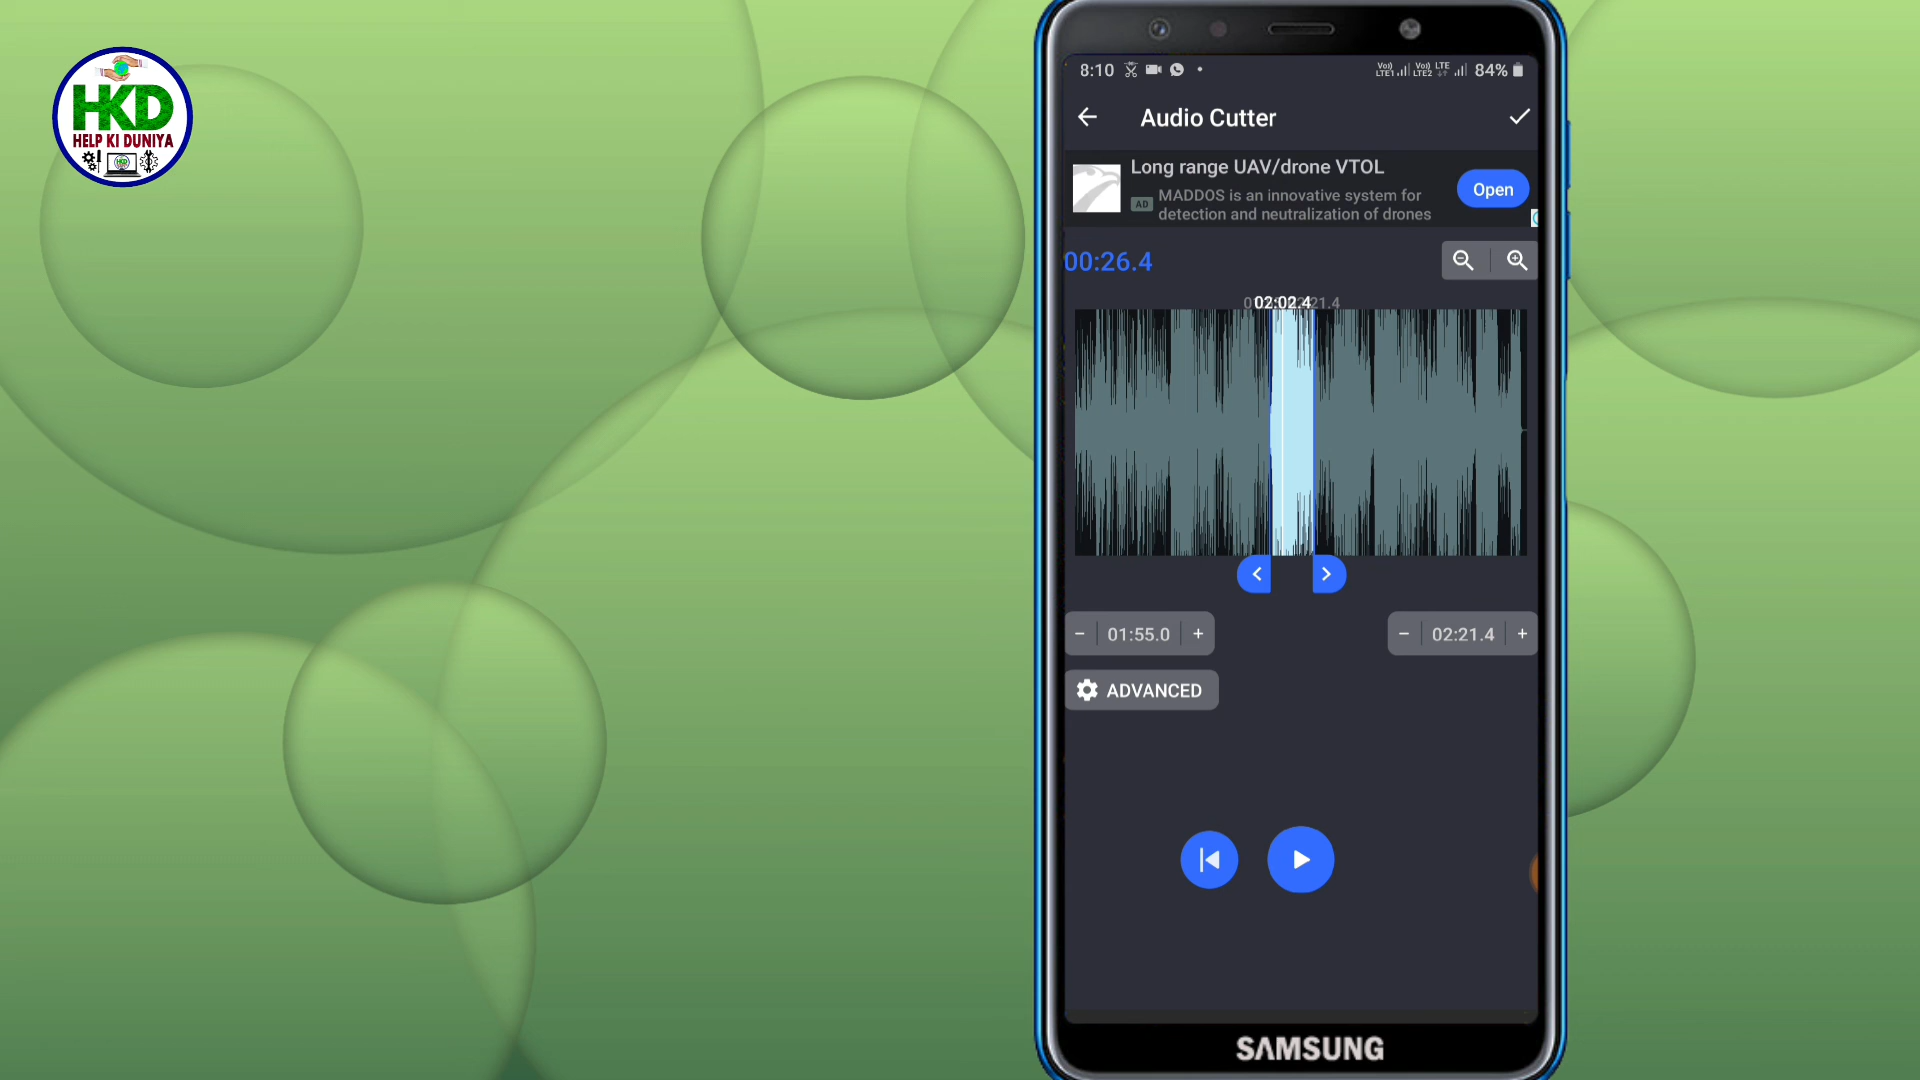 HKD
HELP KI DUNIYA
8:10
84%
Audio Cutter
Long range UAV/drone VTOL
AD
MADDOS is an innovative system for
detection and neutralization of drones
Open
00:26.4
02:02.4
01:55.0
02:21.4
ADVANCED
SAMSUNG